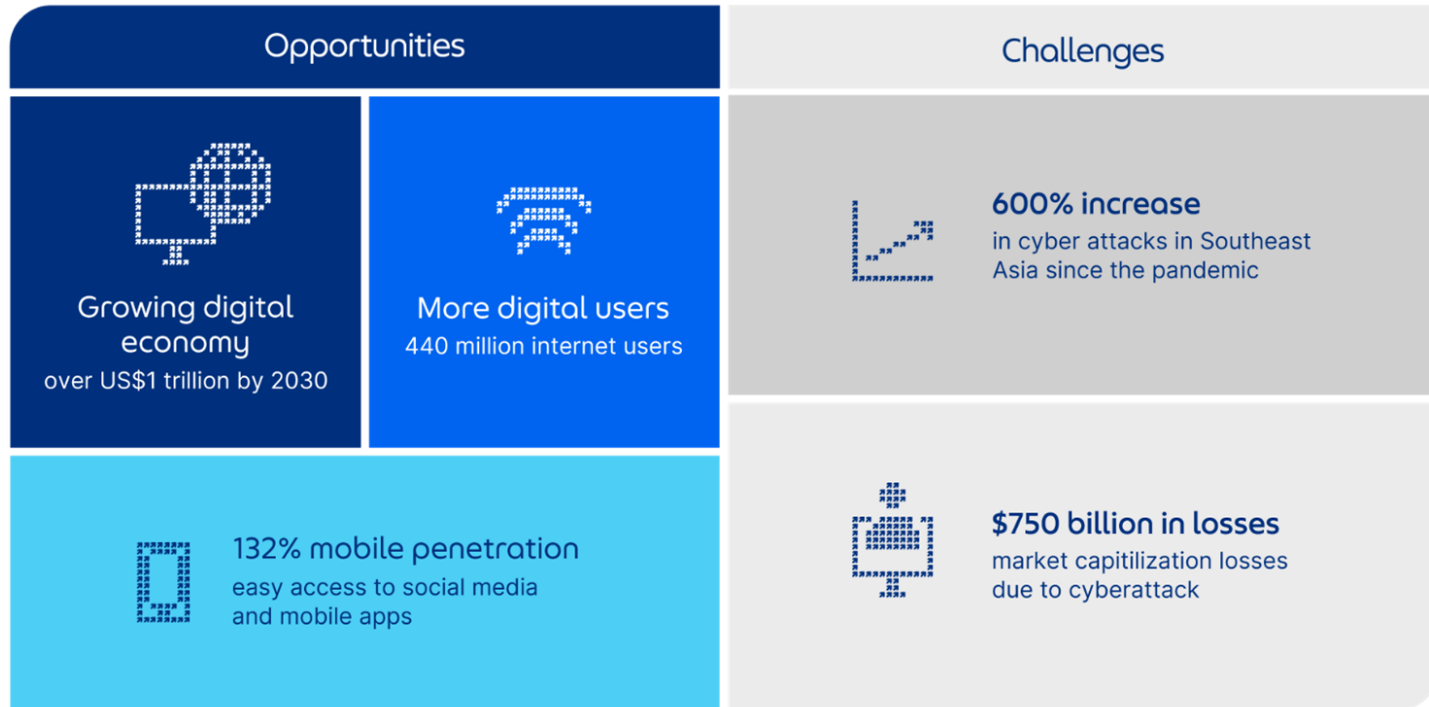 Opportunities
Growing digital
economy
over US$1 trillion by 2030
More digital users
440 million internet users
132% mobile penetration
easy access to social media
and mobile apps
Challenges
600% increase
in cyber attacks in Southeast
Asia since the pandemic
$750 billion in losses
market capitilization losses
due to cyberattack